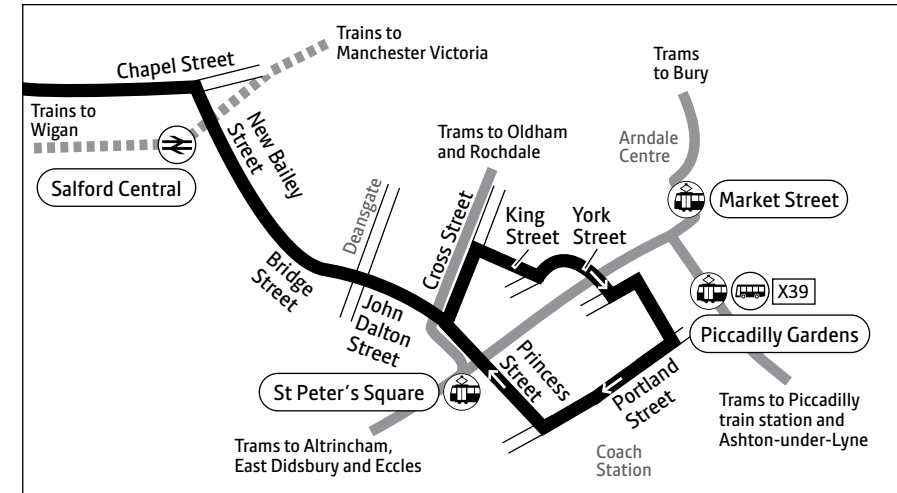 Trains to
Manchester Victoria
Chapel Street
Trams
to Bury
Trains to
Wigan
New Bailey
Street
Trams to Oldham
and Rochdale
Arndale
Centre
Salford Central
Deansgate
Cross Street
King
Street
York
Street
Market Street
Bridge
Street
X39
John
Dalton
Street
Princess
Street
Piccadilly Gardens
St Peter's Square
Portland
Street
Trams to Piccadilly
train station and
Ashton-under-Lyne
Trams to Altrincham,
East Didsbury and Eccles
Coach
Station